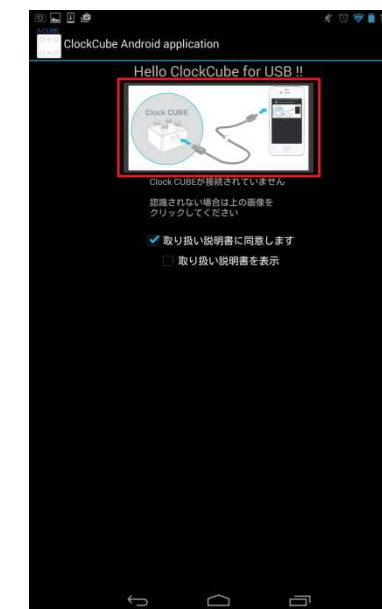 ClockCube Android application
Hello ClockCube for USB !!
Clock CUBE
Clock CUBEが接続されていません
認識されない場合は上の画像を
クリックしてください
取り扱い説明書に同意します
取り扱い説明書を表示